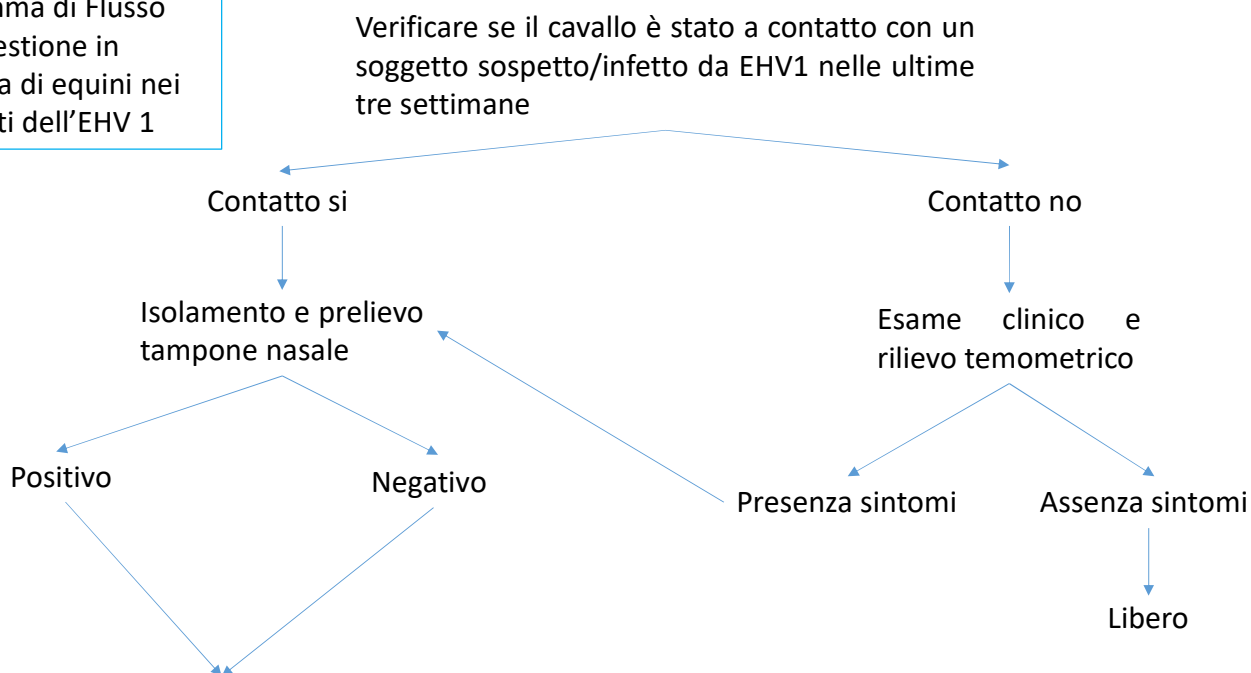 ma di Flusso
estione in
a di equini nei
ti dell'EHV 1
Verificare se il cavallo è stato a contatto con un
soggetto sospetto/infetto da EHV1 nelle ultime
tre settimane
Contatto si
Contatto no
Isolamento e prelievo
tampone nasale
Esame clinico e
rilievo temometrico
Positivo
Negativo
Presenza sintomi
Assenza sintomi
Libero